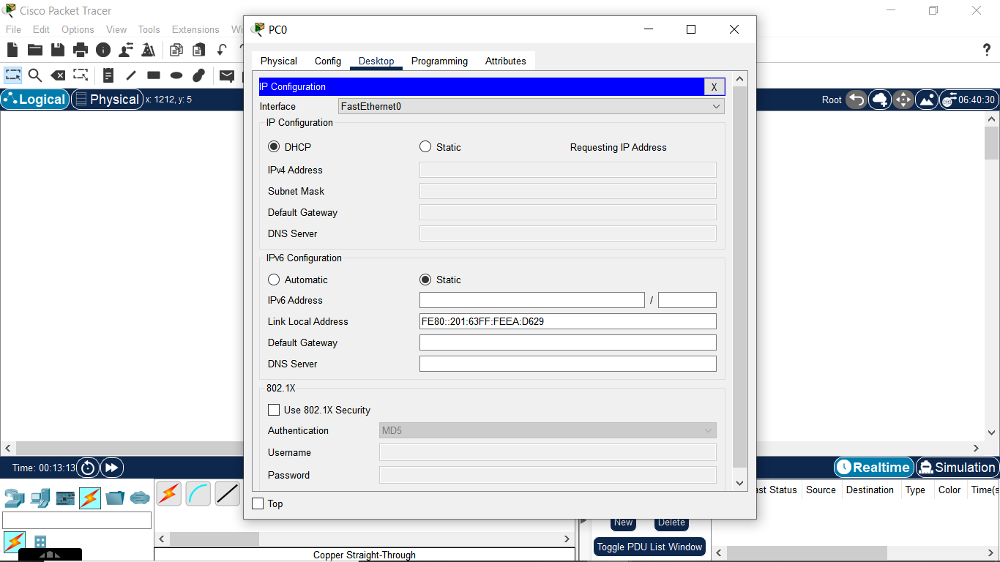 Cisco Packet Tracer
File Edit Options View Tools Extensions
PC0
Physical Config Desktop Programming Attributes
IP Configuration X
Interface FastEthernet0
IP Configuration
DHCP Static Requesting IP Address
IPv4 Address
Subnet Mask
Default Gateway
DNS Server
IPv6 Configuration
Automatic Static
IPv6 Address /
Link Local Address FE80::201:63FF:FEEA:D629
Default Gateway
DNS Server
802.1X
Use 802.1X Security
Authentication MD5
Username
Password
Top
Logical Physical x: 1212, y: 5 Root 06:40:30
Time: 00:13:13 Realtime Simulation
Last Status Source Destination Type Color Time(s
New Delete
Toggle PDU List Window
Copper Straight-Through